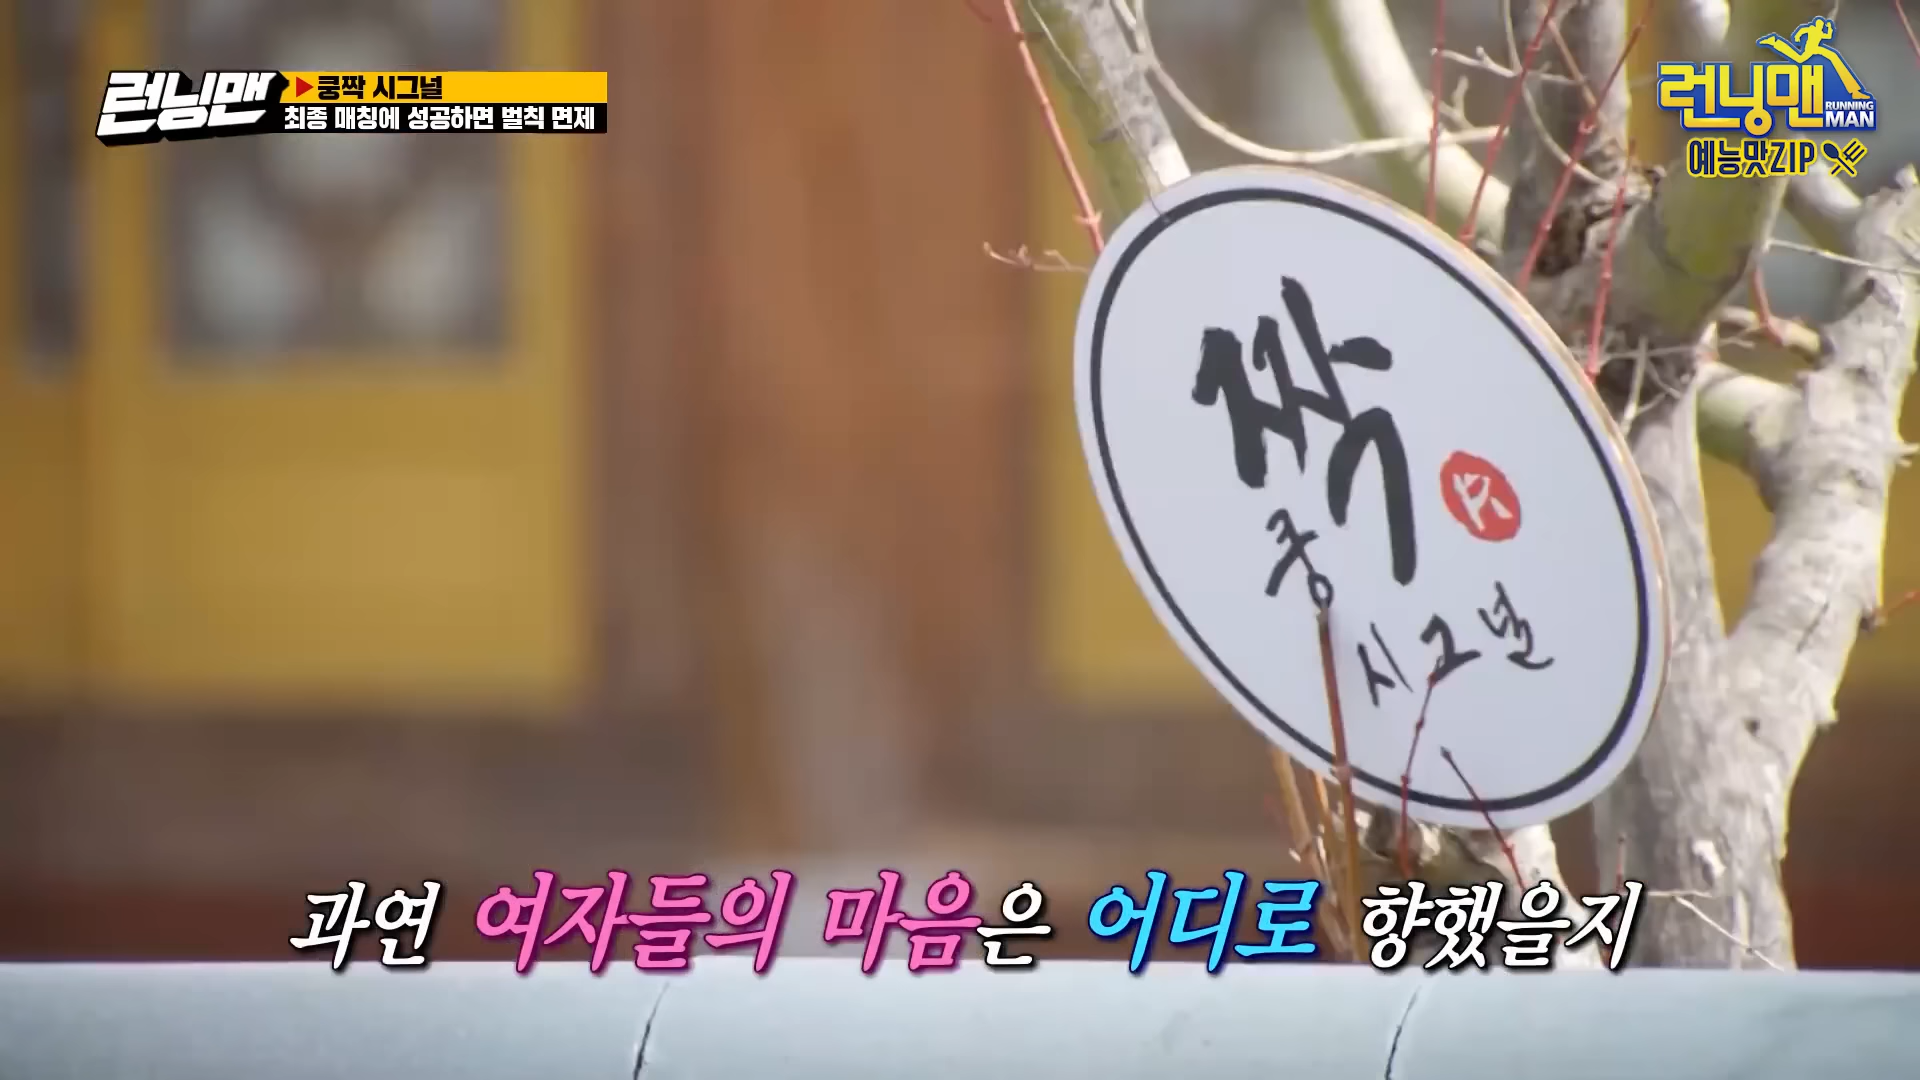 런닝맨
▶쿵짝 시그널
최종 매칭에 성공하면 벌칙 면제
런닝맨
RUNNING
MAN
예능맛ZIP
짝
쿵
시그널
과연 여자들의 마음은 어디로 향했을지